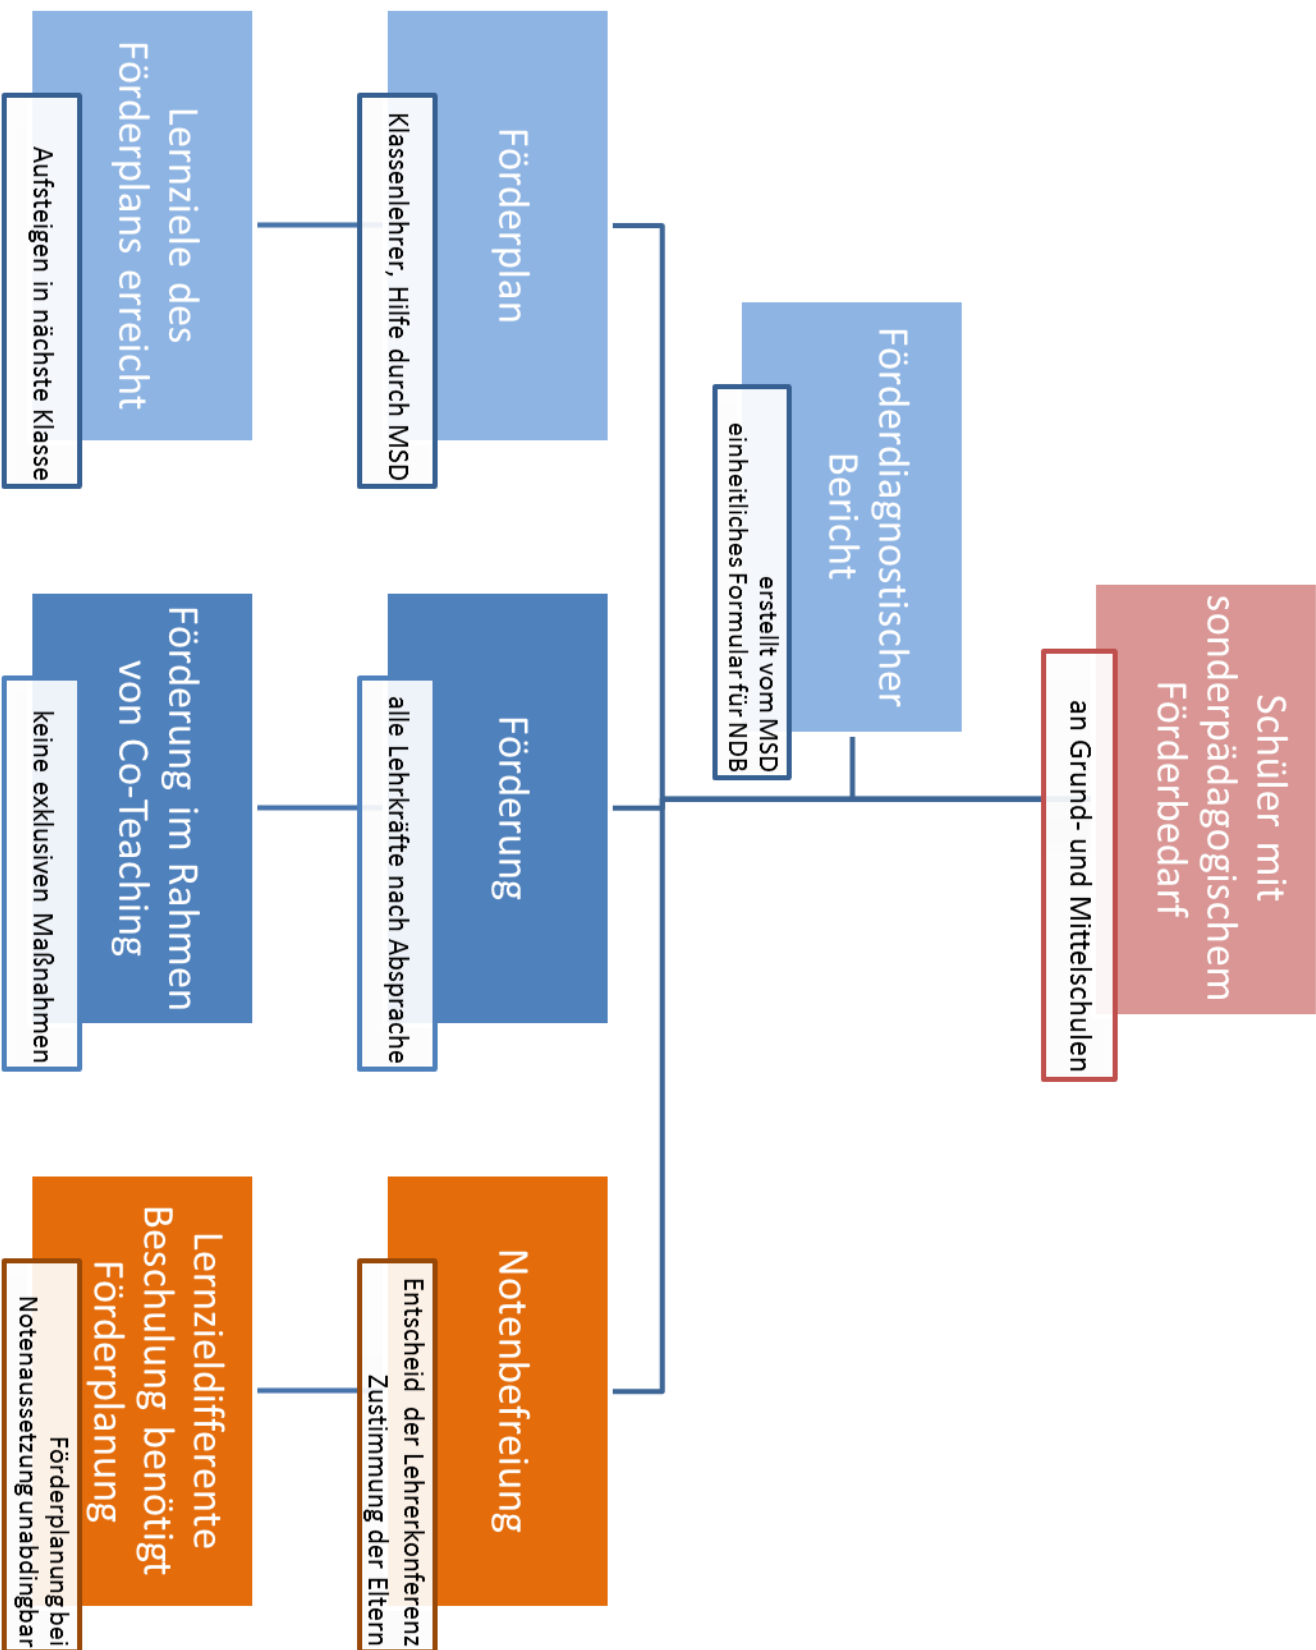 Schüler mit
sonderpädagogischem
Förderbedarf
an Grund- und Mittelschulen
Förderdiagnostischer
Bericht
erstellt vom MSD
einheitliches Formular für NDB
Förderplan
Klassenlehrer, Hilfe durch MSD
Förderung
alle Lehrkräfte nach Absprache
Notenbefreiung
Entscheid der Lehrerkonferenz
Zustimmung der Eltern
Lernziele des
Förderplans erreicht
Aufsteigen in nächste Klasse
Förderung im Rahmen
von Co-Teaching
keine exklusiven Maßnahmen
Lernzieldifferente
Beschulung benötigt
Förderplanung
Förderplanung bei
Notenaussetzung unabdingbar